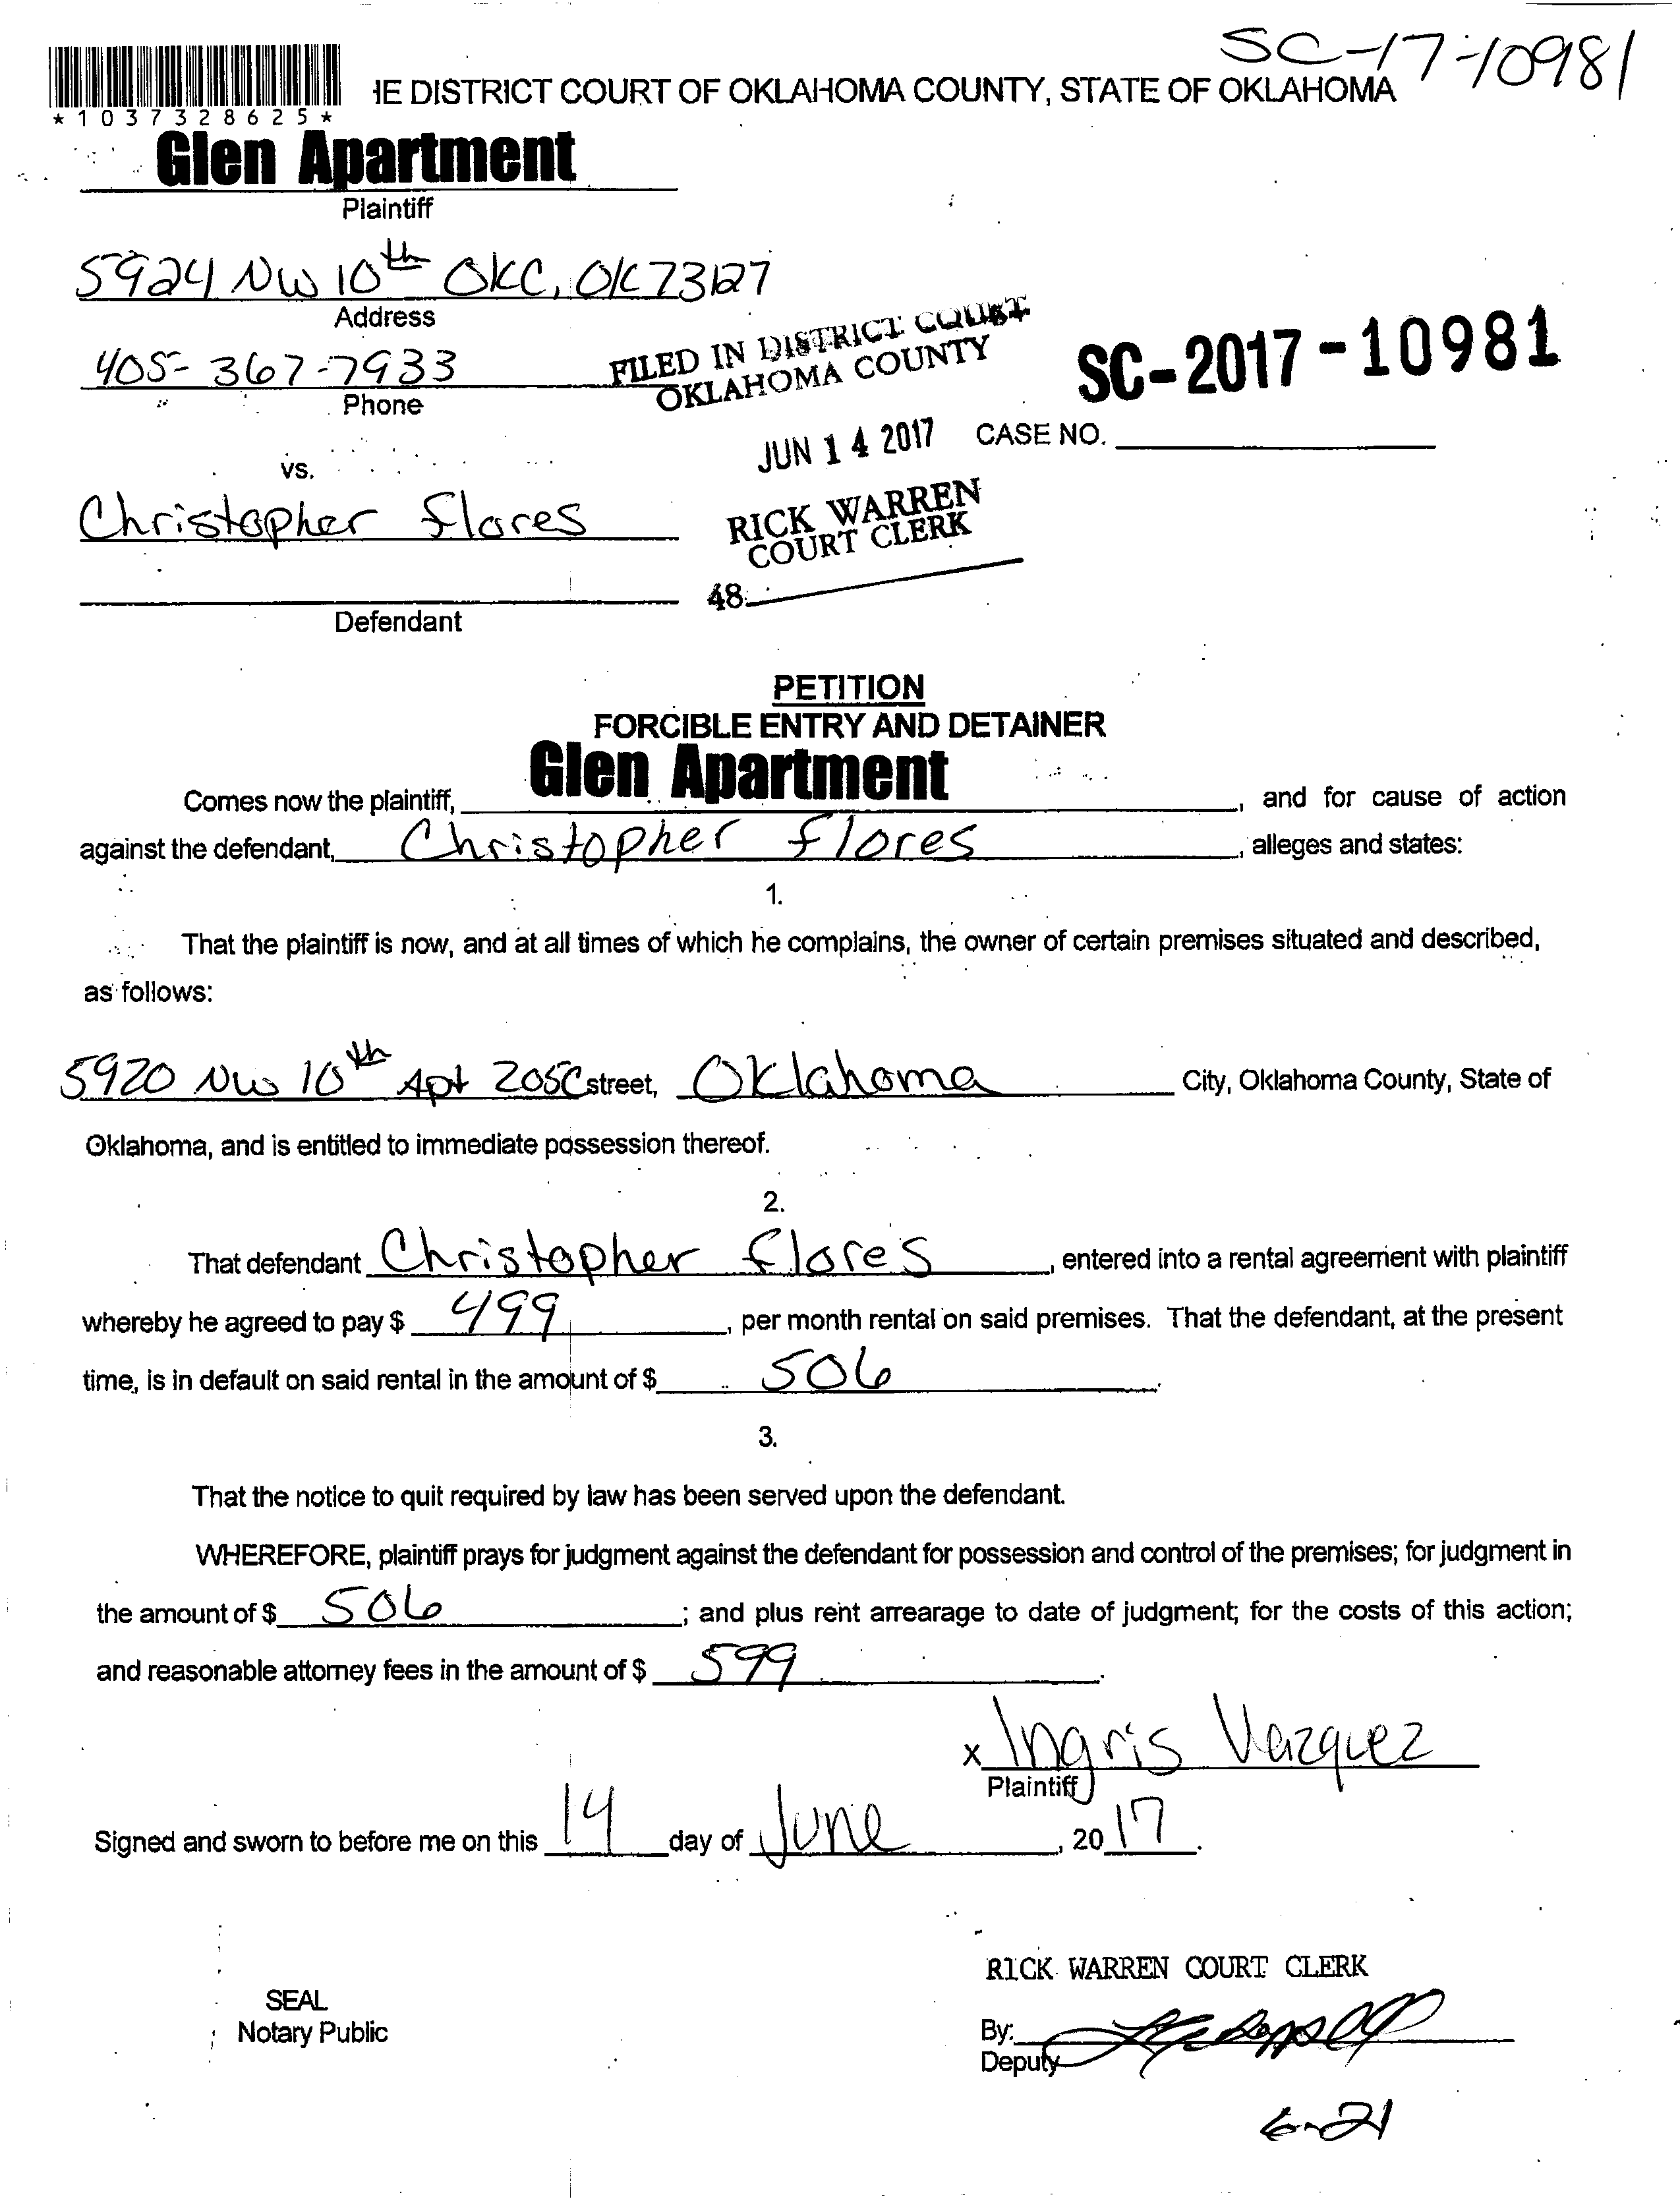 SC-17-10981
HE DISTRICT COURT OF OKLAHOMA COUNTY, STATE OF OKLAHOMA
*1037328625*
Glen Apartment
Plaintiff
5924 NW 10th OKC, OK 73127
Address
405-367-7933
Phone
FILED IN DISTRICT COURT
OKLAHOMA COUNTY
SC-2017-10981
JUN 14 2017
CASE NO.
vs.
Christopher Flores
RICK WARREN
COURT CLERK
48
Defendant
PETITION
FORCIBLE ENTRY AND DETAINER
Comes now the plaintiff, Glen Apartment, and for cause of action
against the defendant, Christopher Flores, alleges and states:
1.
That the plaintiff is now, and at all times of which he complains, the owner of certain premises situated and described,
as follows:
5920 NW 10th Apt 205C street, Oklahoma City, Oklahoma County, State of
Oklahoma, and is entitled to immediate possession thereof.
2.
That defendant Christopher Flores, entered into a rental agreement with plaintiff
whereby he agreed to pay $ 499, per month rental on said premises. That the defendant, at the present
time, is in default on said rental in the amount of $ 506.
3.
That the notice to quit required by law has been served upon the defendant.
WHEREFORE, plaintiff prays for judgment against the defendant for possession and control of the premises; for judgment in
the amount of $ 506; and plus rent arrearage to date of judgment; for the costs of this action;
and reasonable attorney fees in the amount of $ 599.
x Ingris Vazquez
Plaintiff
Signed and sworn to before me on this 14 day of June, 2017.
RICK WARREN COURT CLERK
SEAL
Notary Public
By:
Deputy
6-21